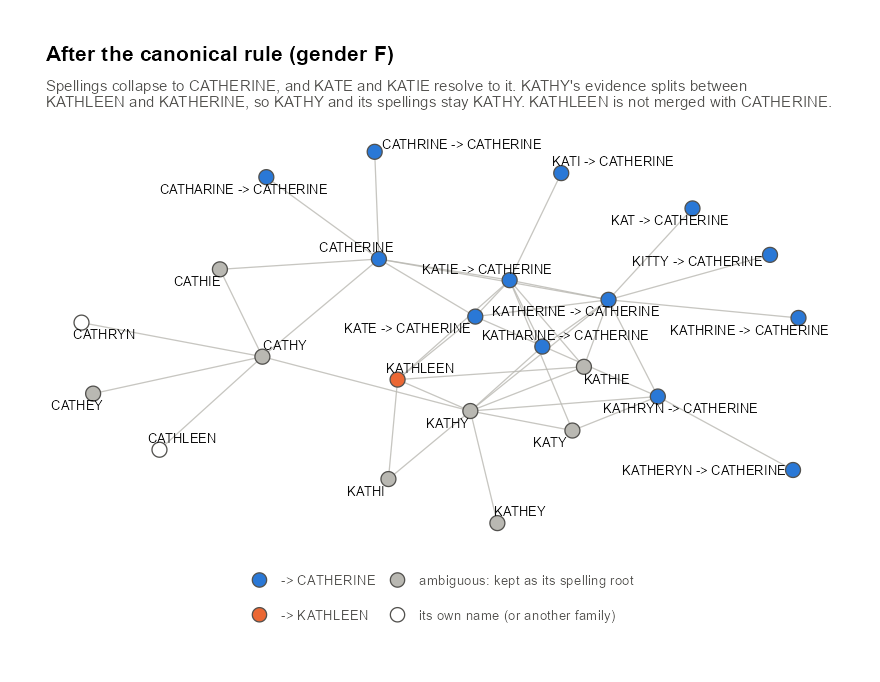 After the canonical rule (gender F)
Spellings collapse to CATHERINE, and KATE and KATIE resolve to it. KATHY's evidence splits between
KATHLEEN and KATHERINE, so KATHY and its spellings stay KATHY. KATHLEEN is not merged with CATHERINE.
CATHRINE -> CATHERINE
KATI -> CATHERINE
CATHARINE -> CATHERINE
KAT -> CATHERINE
CATHERINE
KITTY -> CATHERINE
KATIE -> CATHERINE
CATHIE
KATHERINE -> CATHERINE
KATE -> CATHERINE
KATHRINE -> CATHERINE
CATHRYN
KATHARINE -> CATHERINE
CATHY
KATHLEEN
KATHIE
CATHEY
KATHRYN -> CATHERINE
KATHY
CATHLEEN
KATY
KATHERYN -> CATHERINE
KATHI
KATHEY
-> CATHERINE
ambiguous: kept as its spelling root
-> KATHLEEN
its own name (or another family)